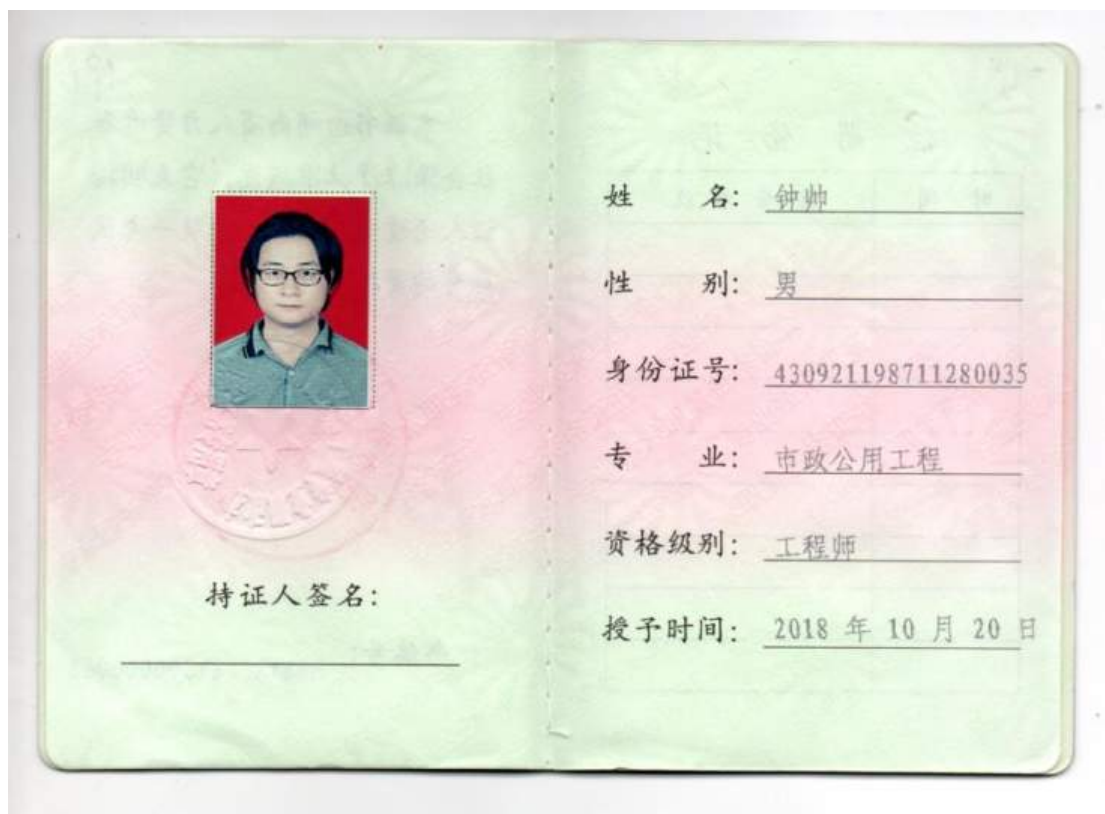 持证人签名:
姓 名: 钟帅
性 别: 男
身份证号: 430921198711280035
专 业: 市政公用工程
资格级别: 工程师
授予时间: 2018 年 10 月 20 日